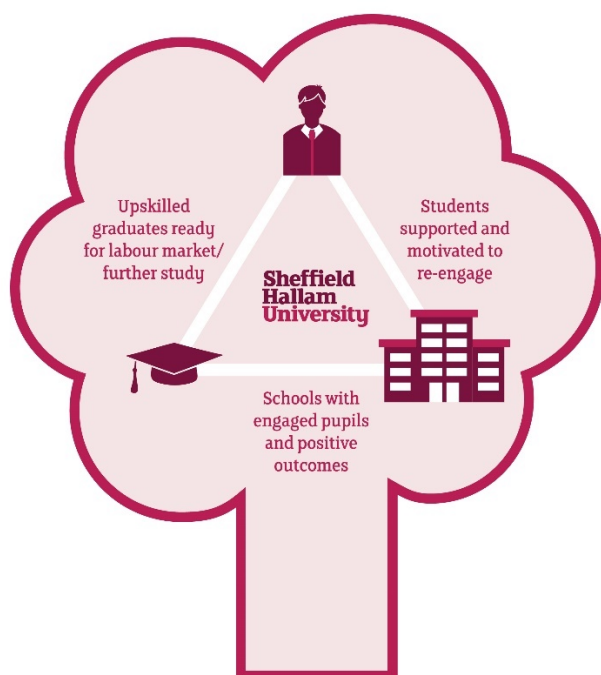 Upskilled
graduates ready
for labour market/
further study
Students
supported and
motivated to
re-engage
Sheffield
Hallam
University
Schools with
engaged pupils
and positive
outcomes